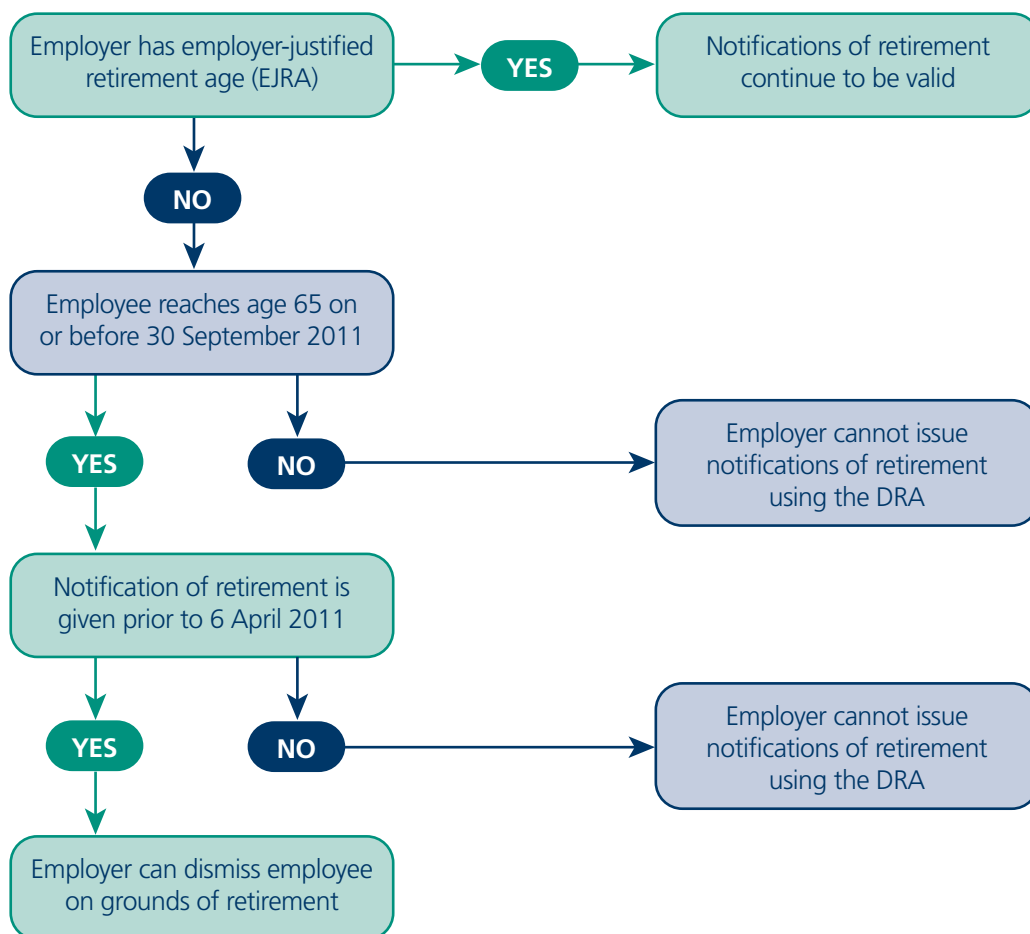 Employer has employer-justified
retirement age (EJRA)
YES
Notifications of retirement
continue to be valid
NO
Employee reaches age 65 on
or before 30 September 2011
YES
NO
Employer cannot issue
notifications of retirement
using the DRA
Notification of retirement is
given prior to 6 April 2011
YES
NO
Employer cannot issue
notifications of retirement
using the DRA
Employer can dismiss employee
on grounds of retirement